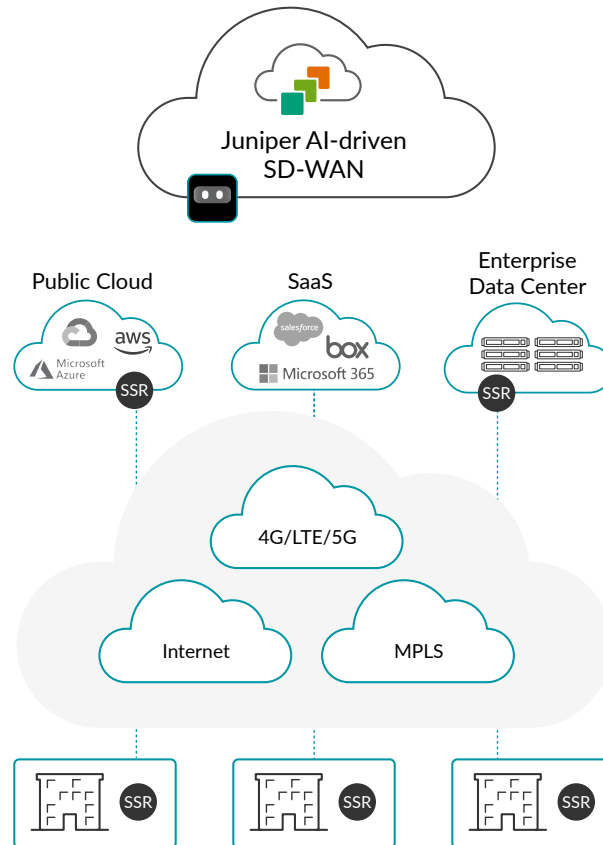 Juniper AI-driven
SD-WAN
Public Cloud
SaaS
Enterprise
Data Center
aws
Microsoft
Azure
SSR
salesforce
box
Microsoft 365
SSR
4G/LTE/5G
Internet
MPLS
SSR
SSR
SSR